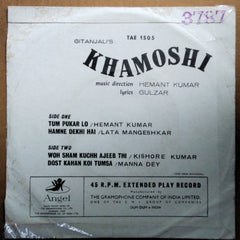 3787
GITANJALI'S
TAE 1505
KHAMOSHI
music direction HEMANT KUMAR
lyrics GULZAR
SIDE ONE
TUM PUKAR LO / HEMANT KUMAR
HAMNE DEKHI HAI / LATA MANGESHKAR
SIDE TWO
WOH SHAM KUCHH AJEEB THI / KISHORE KUMAR
DOST KAHAN KOI TUMSA / MANNA DEY
Angel
45 R.P.M. EXTENDED PLAY RECORD
Manufactured by
THE GRAMOPHONE COMPANY OF INDIA LIMITED